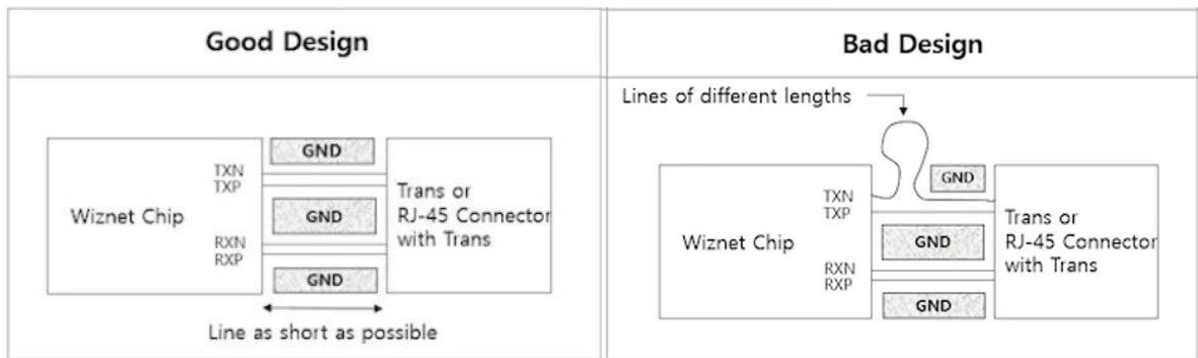 Good Design
GND
TXN
TXP
Wiznet Chip
GND
Trans or
RJ-45 Connector
with Trans
RXN
RXP
GND
Line as short as possible
Bad Design
Lines of different lengths
GND
TXN
TXP
Wiznet Chip
GND
Trans or
RJ-45 Connector
with Trans
RXN
RXP
GND